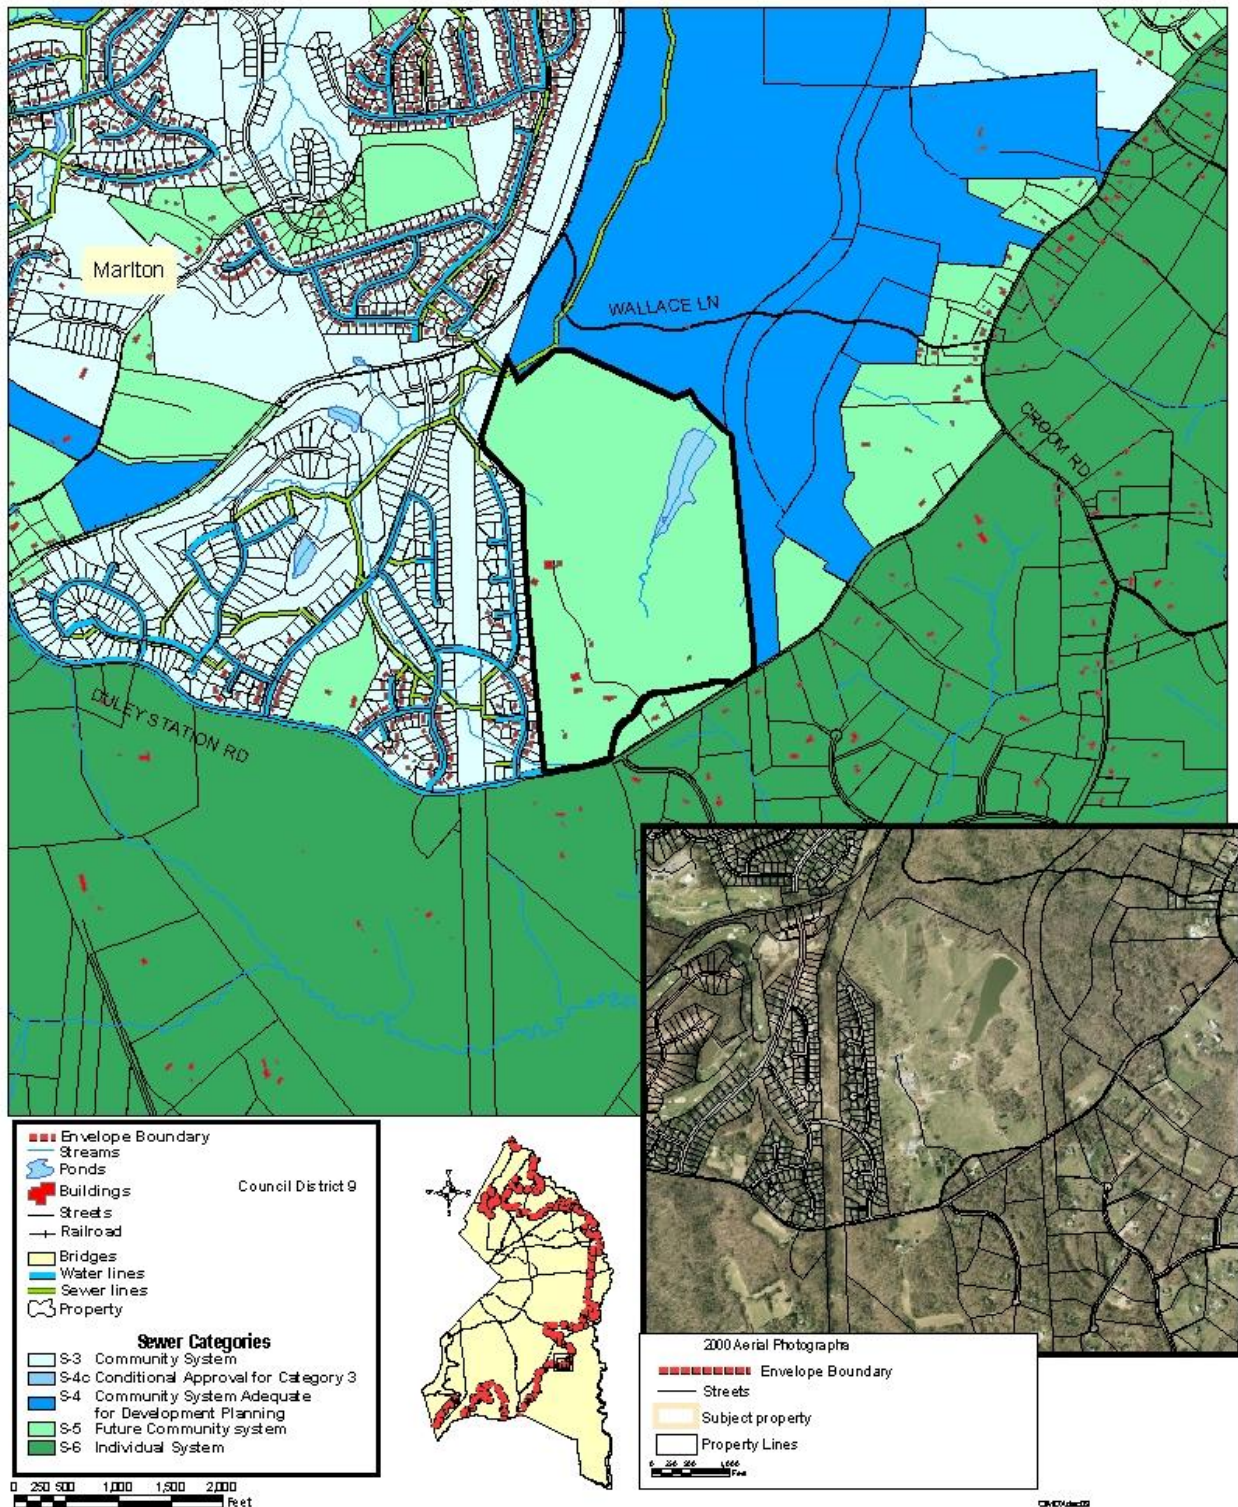 Marlton
WALLACE LN
CROOM RD
DULEY STATION RD
Envelope Boundary
Streams
Ponds
Buildings
Council District 9
Streets
Railroad
Bridges
Water lines
Sewer lines
Property
Sewer Categories
S-3 Community System
S-4c Conditional Approval for Category 3
S-4 Community System Adequate
for Development Planning
S-5 Future Community system
S-6 Individual System
0 250 500 1,000 1,500 2,000
Feet
2000 Aerial Photographs
Envelope Boundary
Streets
Subject property
Property Lines
Feet